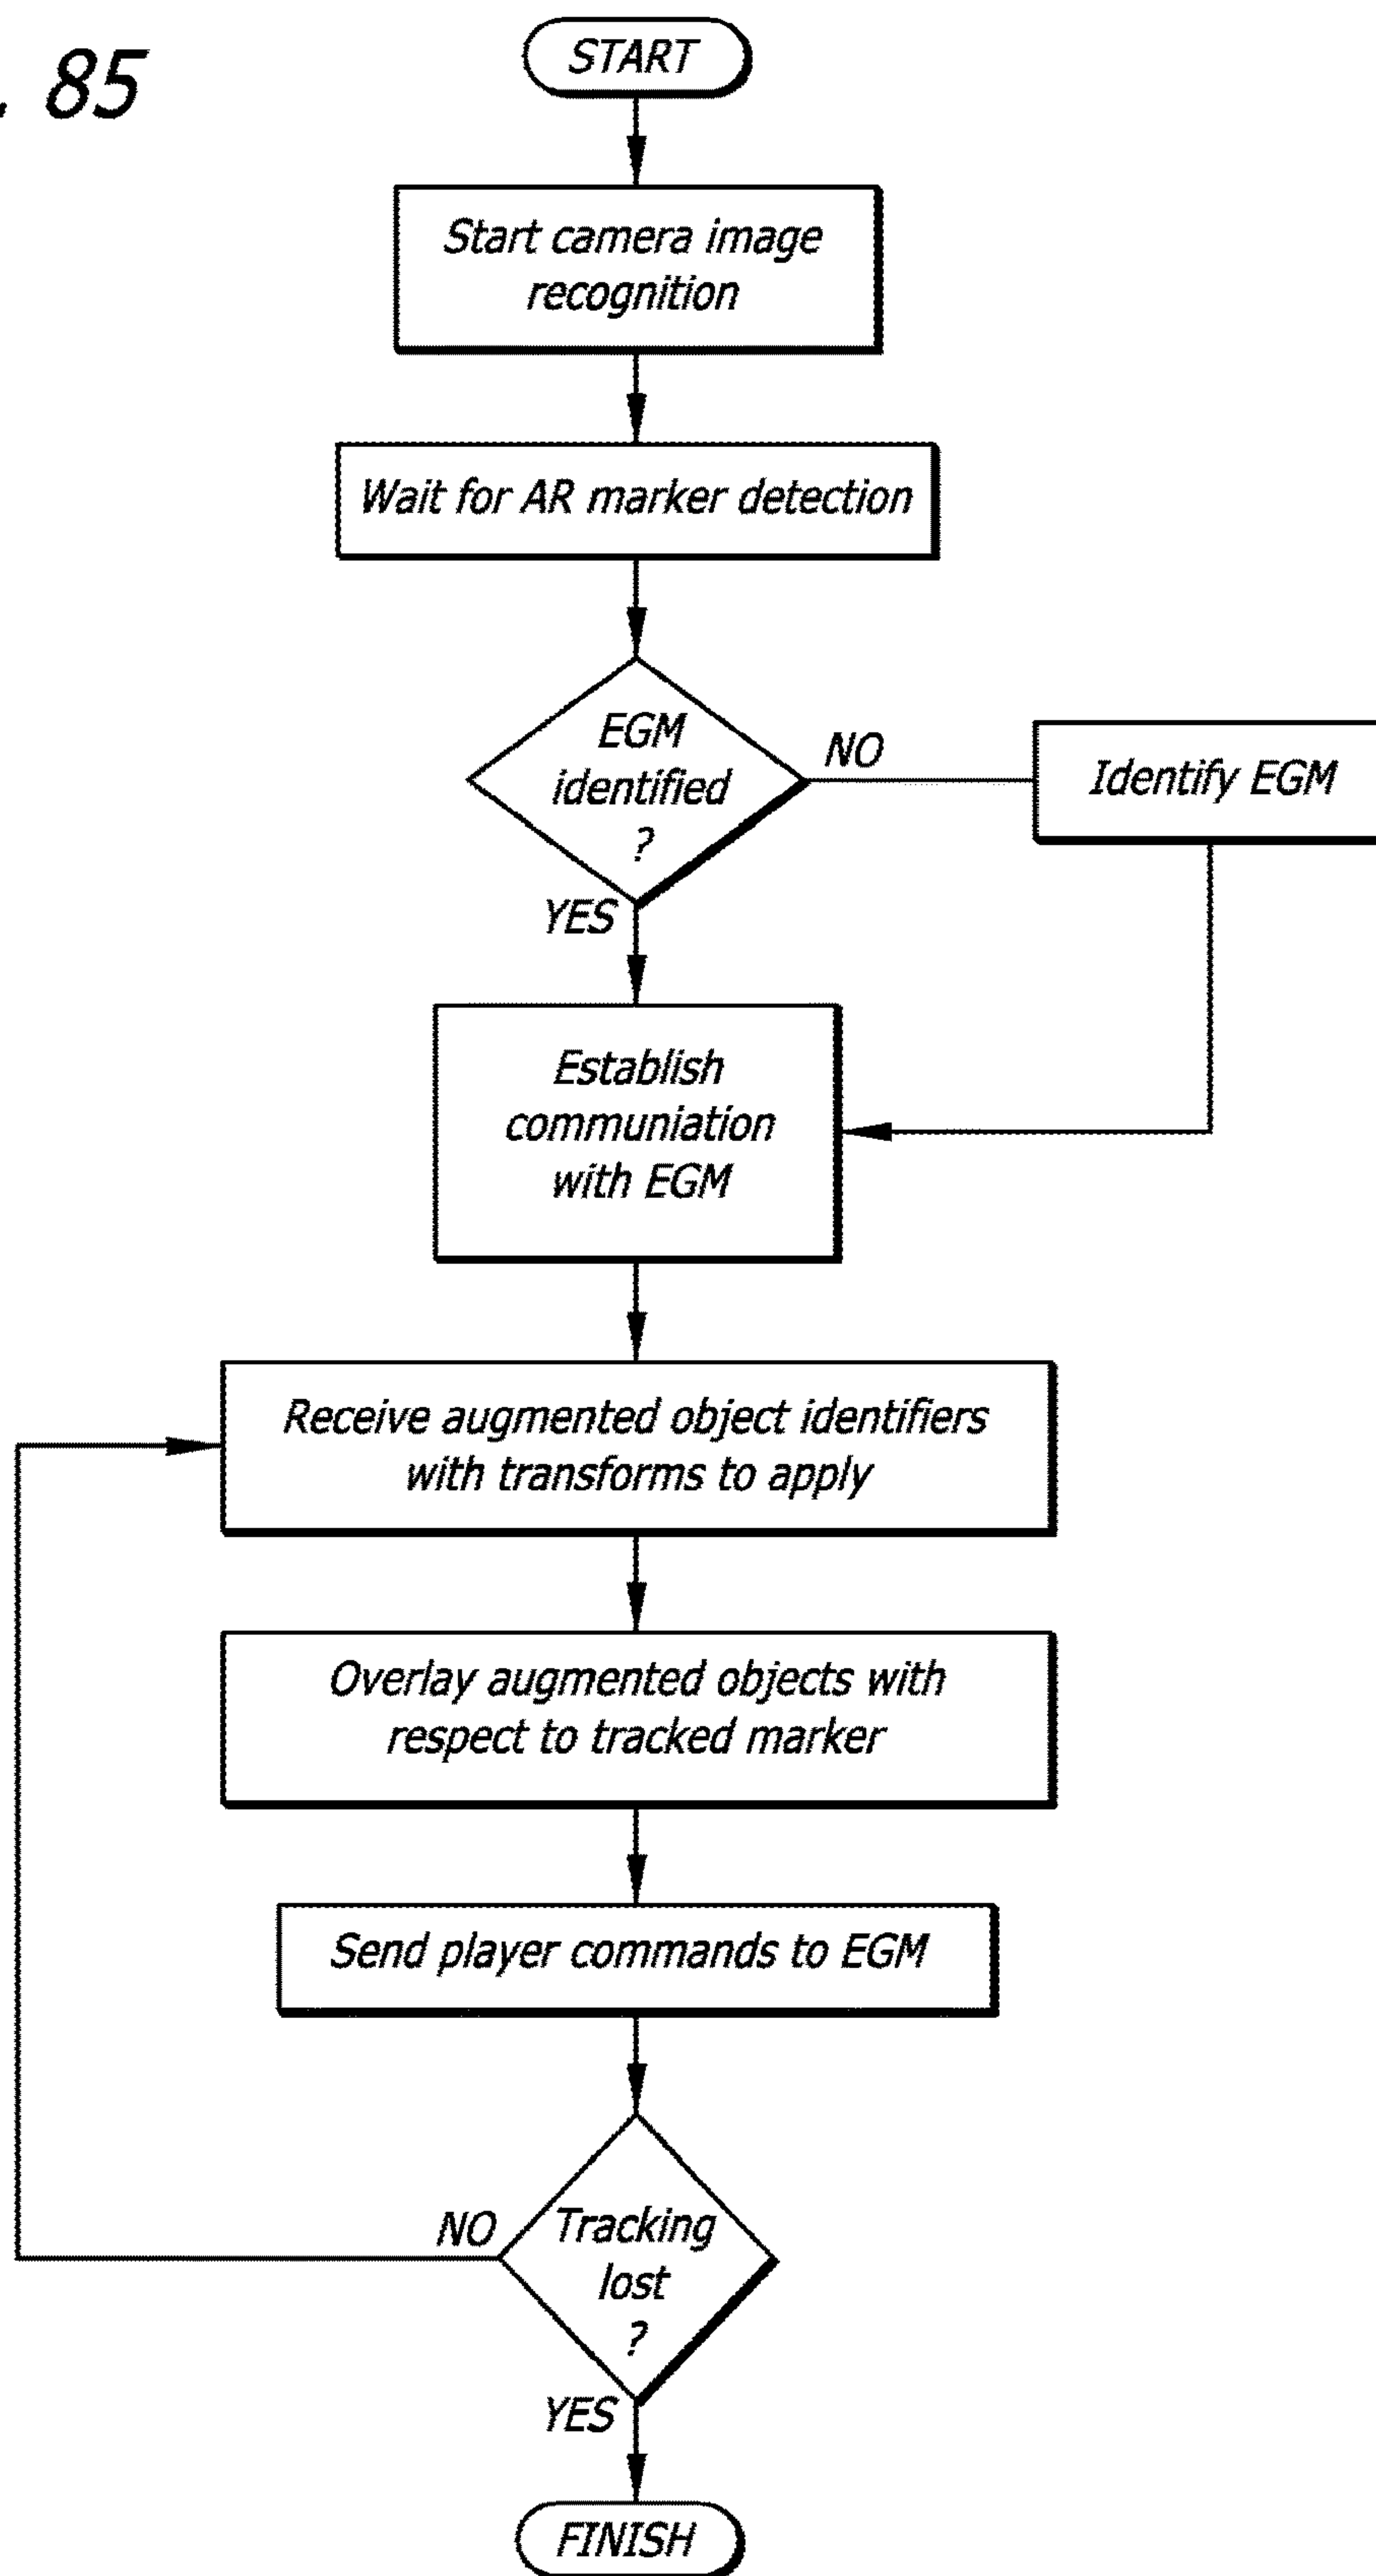 . 85
START
Start camera image
recognition
Wait for AR marker detection
EGM
identified
?
NO
Identify EGM
YES
Establish
communiation
with EGM
Receive augmented object identifiers
with transforms to apply
Overlay augmented objects with
respect to tracked marker
Send player commands to EGM
NO
Tracking
lost
?
YES
FINISH